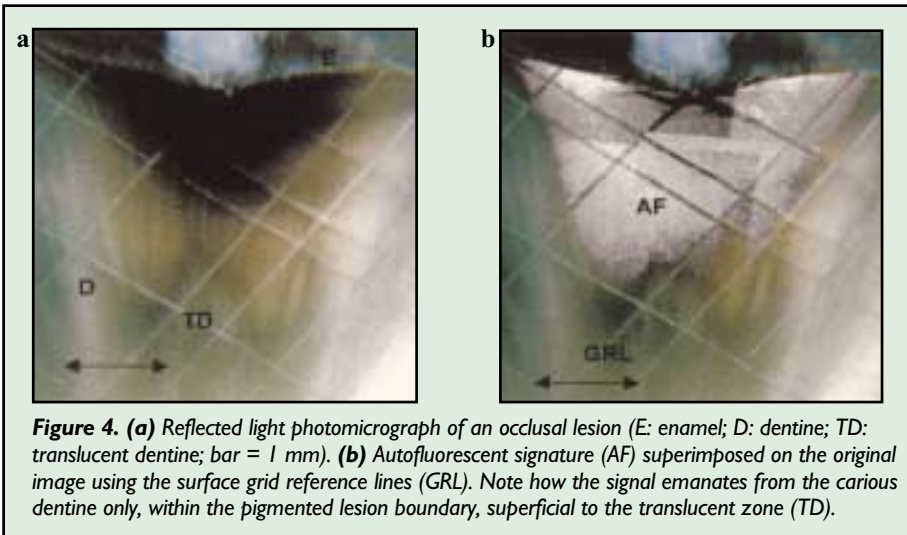 a
E
D
TD
b
AF
GRL
Figure 4. (a) Reflected light photomicrograph of an occlusal lesion (E: enamel; D: dentine; TD:
translucent dentine; bar = 1 mm). (b) Autofluorescent signature (AF) superimposed on the original
image using the surface grid reference lines (GRL). Note how the signal emanates from the carious
dentine only, within the pigmented lesion boundary, superficial to the translucent zone (TD).